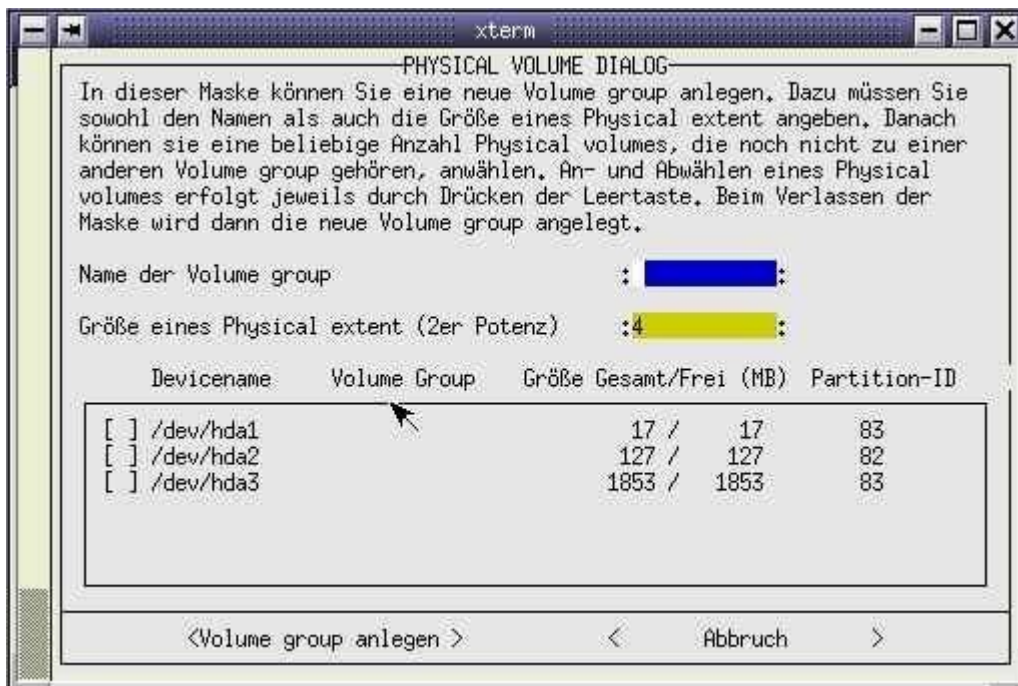 xterm
PHYSICAL VOLUME DIALOG
In dieser Maske können Sie eine neue Volume group anlegen. Dazu müssen Sie
sowohl den Namen als auch die Größe eines Physical extent angeben. Danach
können sie eine beliebige Anzahl Physical volumes, die noch nicht zu einer
anderen Volume group gehören, anwählen. An- und Abwählen eines Physical
volumes erfolgt jeweils durch Drücken der Leertaste. Beim Verlassen der
Maske wird dann die neue Volume group angelegt.
Name der Volume group : :
Größe eines Physical extent (2er Potenz) :4 :
Devicename Volume Group Größe Gesamt/Frei (MB) Partition-ID
[ ] /dev/hda1 17 / 17 83
[ ] /dev/hda2 127 / 127 82
[ ] /dev/hda3 1853 / 1853 83
<Volume group anlegen > < Abbruch >